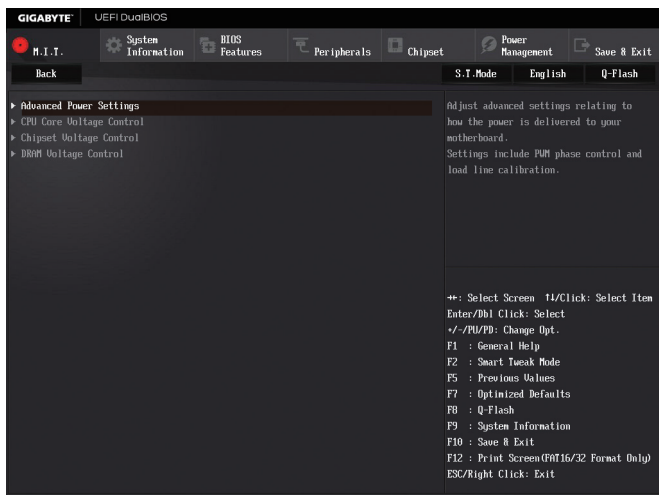 GIGABYTE™ UEFI DualBIOS
M.I.T.
System Information
BIOS Features
Peripherals
Chipset
Power Management
Save & Exit
Back
S.T.Mode English Q-Flash
Advanced Power Settings
CPU Core Voltage Control
Chipset Voltage Control
DRAM Voltage Control
Adjust advanced settings relating to
how the power is delivered to your
motherboard.
Settings include PWM phase control and
load line calibration.
→←: Select Screen ↑↓/Click: Select Item
Enter/Dbl Click: Select
+/-/PU/PD: Change Opt.
F1 : General Help
F2 : Smart Tweak Mode
F5 : Previous Values
F7 : Optimized Defaults
F8 : Q-Flash
F9 : System Information
F10 : Save & Exit
F12 : Print Screen(FAT16/32 Format Only)
ESC/Right Click: Exit